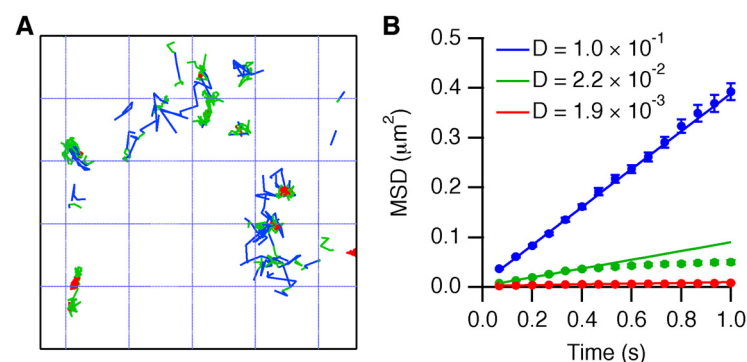 A
B
0.5
0.4
0.3
0.2
0.1
0.0
MSD (μm²)
D = 1.0 × 10⁻¹
D = 2.2 × 10⁻²
D = 1.9 × 10⁻³
0.0 0.2 0.4 0.6 0.8 1.0
Time (s)